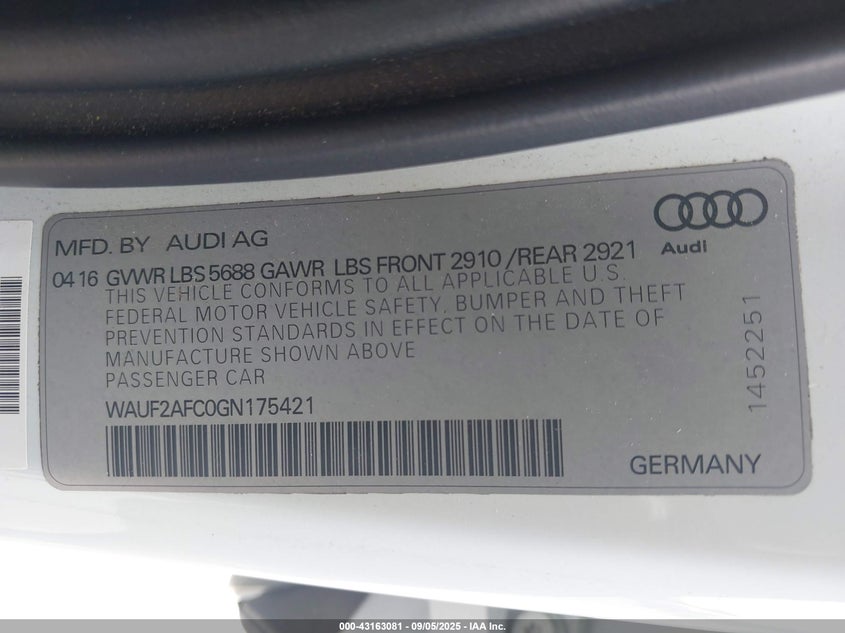 MFD. BY AUDI AG
Audi
04 16 GVWR LBS 5688 GAWR LBS FRONT 2910 / REAR 2921
THIS VEHICLE CONFORMS TO ALL APPLICABLE U.S.
FEDERAL MOTOR VEHICLE SAFETY, BUMPER AND THEFT
PREVENTION STANDARDS IN EFFECT ON THE DATE OF
MANUFACTURE SHOWN ABOVE
PASSENGER CAR
WAUF2AFC0GN175421
1452251
GERMANY
000-43163081 - 09/05/2025 - IAA Inc.